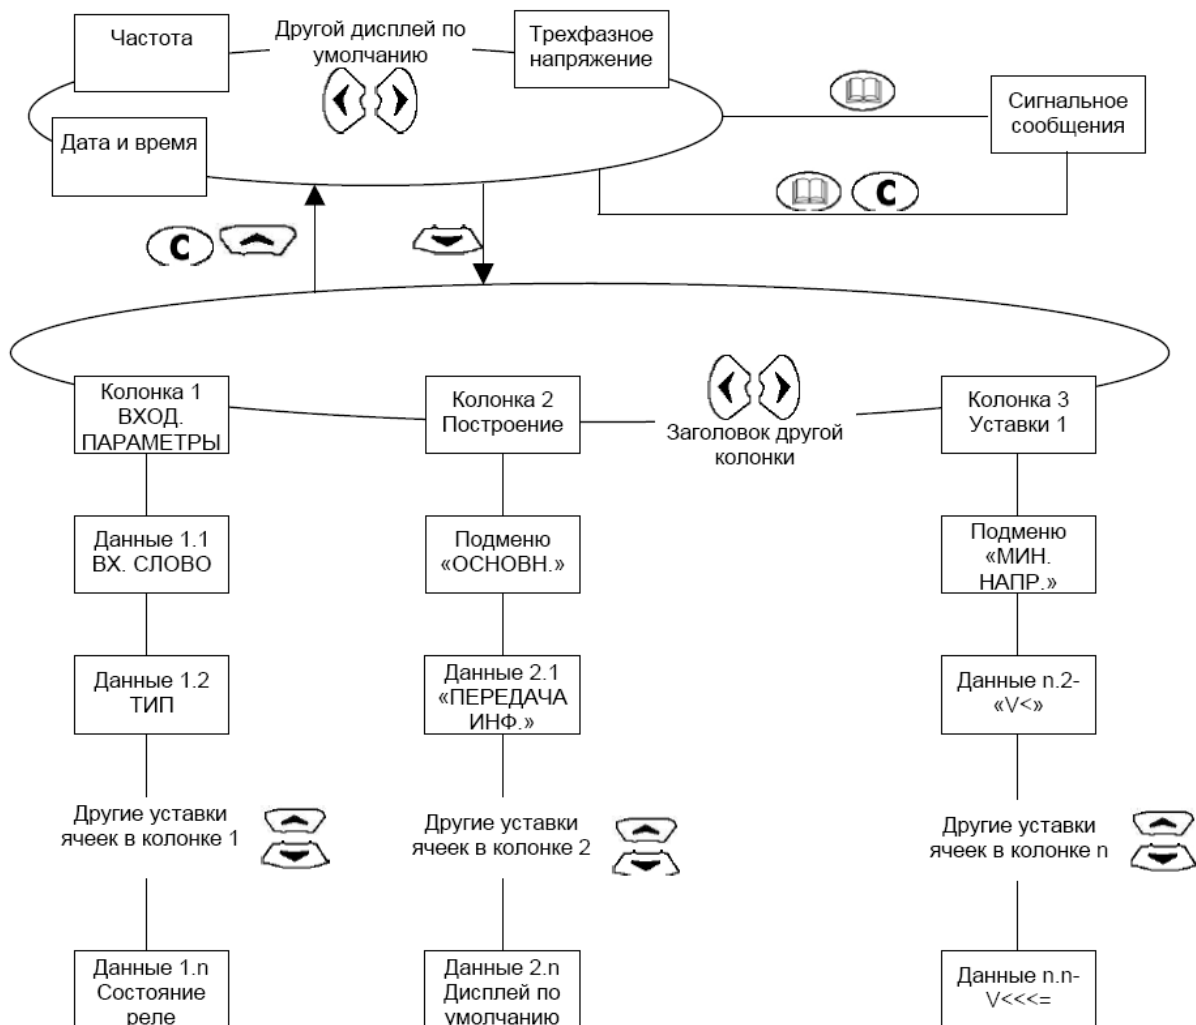 Частота
Другой дисплей по
умолчанию
Трехфазное
напряжение
Сигнальное
сообщения
Дата и время
C
C
Колонка 1
ВХОД.
ПАРАМЕТРЫ
Колонка 2
Построение
Заголовок другой
колонки
Колонка 3
Уставки 1
Данные 1.1
ВХ. СЛОВО
Подменю
«ОСНОВН.»
Подменю
«МИН.
НАПР.»
Данные 1.2
ТИП
Данные 2.1
«ПЕРЕДАЧА
ИНФ.»
Данные n.2-
«V<»
Другие уставки
ячеек в колонке 1
Другие уставки
ячеек в колонке 2
Другие уставки
ячеек в колонке n
Данные 1.n
Состояние
реле
Данные 2.n
Дисплей по
умолчанию
Данные n.n-
V<<<=